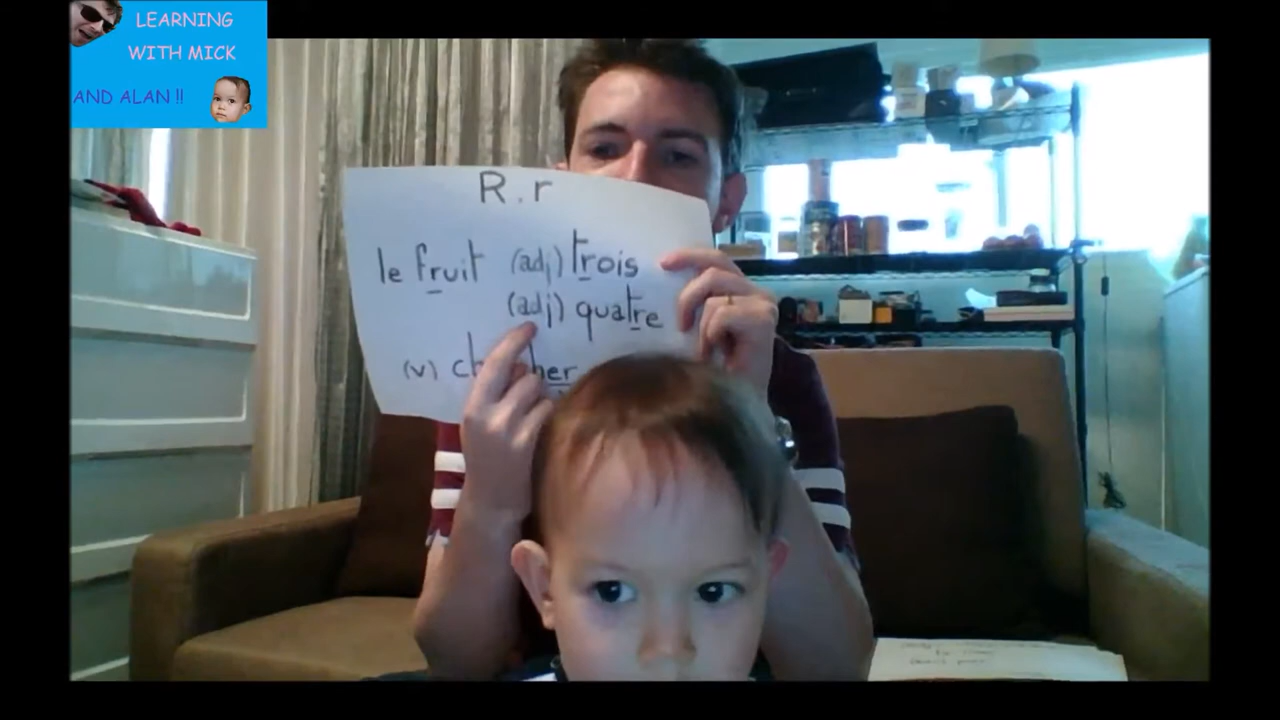 LEARNING
WITH MICK
AND ALAN !!
R.r
le fruit (adj) trois
(adj) quatre
(v)